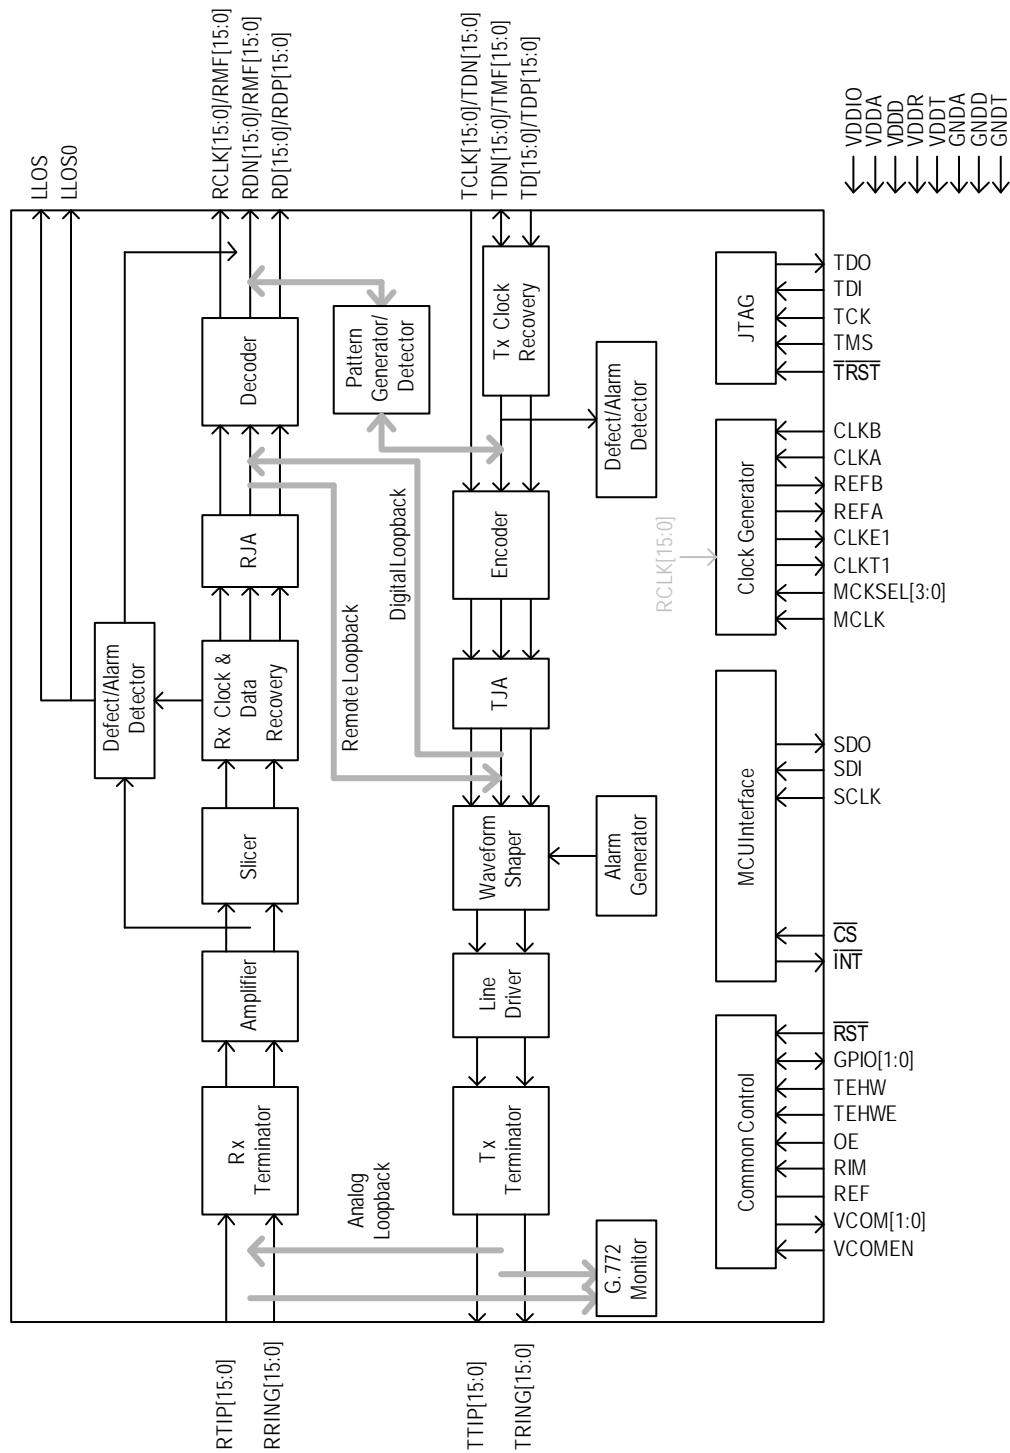 LLOS
LLOS0
RCLK[15:0]/RMF[15:0]
RDN[15:0]/RMF[15:0]
RD[15:0]/RDP[15:0]
TCLK[15:0]/TDN[15:0]
TDN[15:0]/TMF[15:0]
TD[15:0]/TDP[15:0]
VDDIO
VDDA
VDDD
VDDR
VDDT
GNDA
GNDD
GNDT
Decoder
Pattern
Generator/
Detector
Tx Clock
Recovery
Defect/Alarm
Detector
JTAG
TDO
TDI
TCK
TMS
TRST
RJA
Digital Loopback
Encoder
RCLK[15:0]
Clock Generator
CLKB
CLKA
REFB
REFA
CLKE1
CLKT1
MCKSEL[3:0]
MCLK
Defect/Alarm
Detector
Rx Clock &
Data
Recovery
Remote Loopback
TJA
Slicer
Waveform
Shaper
Alarm
Generator
MCUInterface
SDO
SDI
SCLK
CS
INT
Amplifier
Line
Driver
Rx
Terminator
Analog
Loopback
Tx
Terminator
G.772
Monitor
Common Control
RST
GPIO[1:0]
TEHW
TEHWE
OE
RIM
REF
VCOM[1:0]
VCOMEN
RTIP[15:0]
RRING[15:0]
TTIP[15:0]
TRING[15:0]